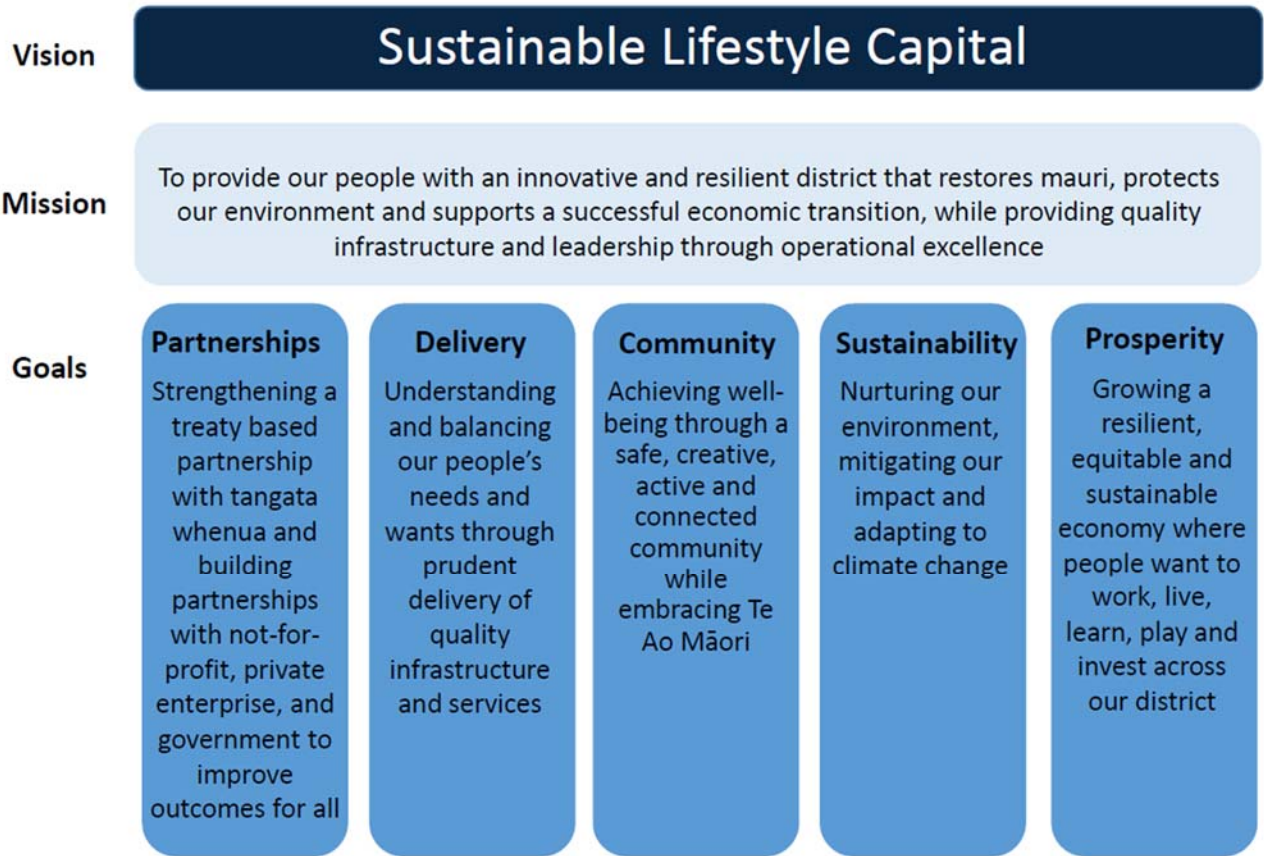 Vision
Sustainable Lifestyle Capital
Mission
To provide our people with an innovative and resilient district that restores mauri, protects
our environment and supports a successful economic transition, while providing quality
infrastructure and leadership through operational excellence
Goals
Partnerships
Strengthening a
treaty based
partnership
with tangata
whenua and
building
partnerships
with not-for-
profit, private
enterprise, and
government to
improve
outcomes for all
Delivery
Understanding
and balancing
our people's
needs and
wants through
prudent
delivery of
quality
infrastructure
and services
Community
Achieving well-
being through a
safe, creative,
active and
connected
community
while
embracing Te
Ao Māori
Sustainability
Nurturing our
environment,
mitigating our
impact and
adapting to
climate change
Prosperity
Growing a
resilient,
equitable and
sustainable
economy where
people want to
work, live,
learn, play and
invest across
our district